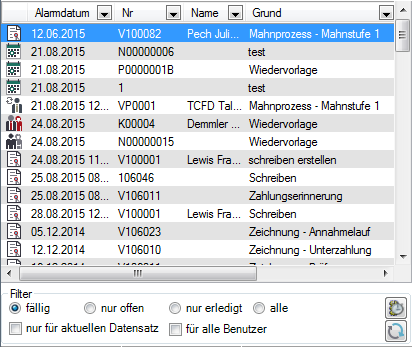 Alarmdatum Nr Name Grund
12.06.2015 V100082 Pech Juli... Mahnprozess - Mahnstufe 1
21.08.2015 N00000006 test
21.08.2015 P0000001B Wiedervorlage
21.08.2015 1 test
21.08.2015 12... VP0001 TCFD Tal... Mahnprozess - Mahnstufe 1
24.08.2015 K00004 Demmler ... Wiedervorlage
24.08.2015 N00000015 Wiedervorlage
24.08.2015 11... V100001 Lewis Fra... schreiben erstellen
25.08.2015 08... 106046 Schreiben
25.08.2015 08... V106011 Zahlungserinnerung
28.08.2015 12... V100001 Lewis Fra... Schreiben
05.12.2014 V106023 Zeichnung - Annahmelauf
12.12.2014 V106010 Zeichnung - Unterzahlung
Filter
fällig nur offen nur erledigt alle
nur für aktuellen Datensatz für alle Benutzer